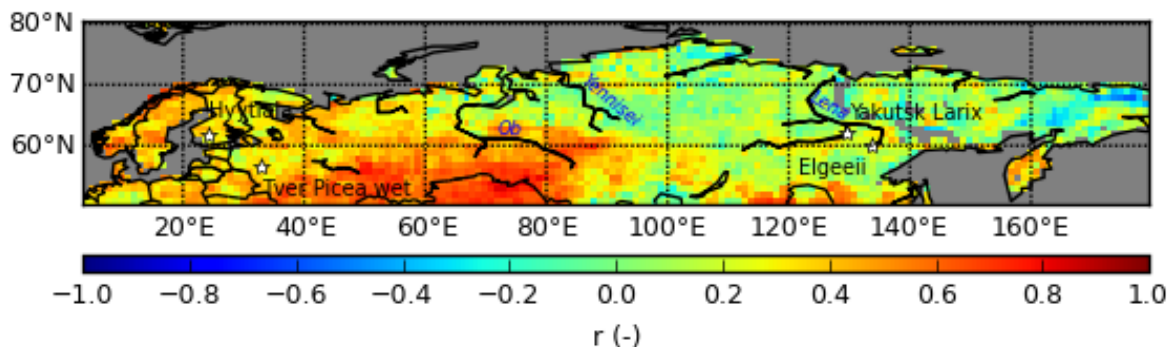 80°N
70°N
60°N
Hyytiala
Tver Picea wet
Ob
Yennisei
Lena
Yakutsk Larix
Elgeeii
20°E 40°E 60°E 80°E 100°E 120°E 140°E 160°E
−1.0 −0.8 −0.6 −0.4 −0.2 0.0 0.2 0.4 0.6 0.8 1.0
r (-)